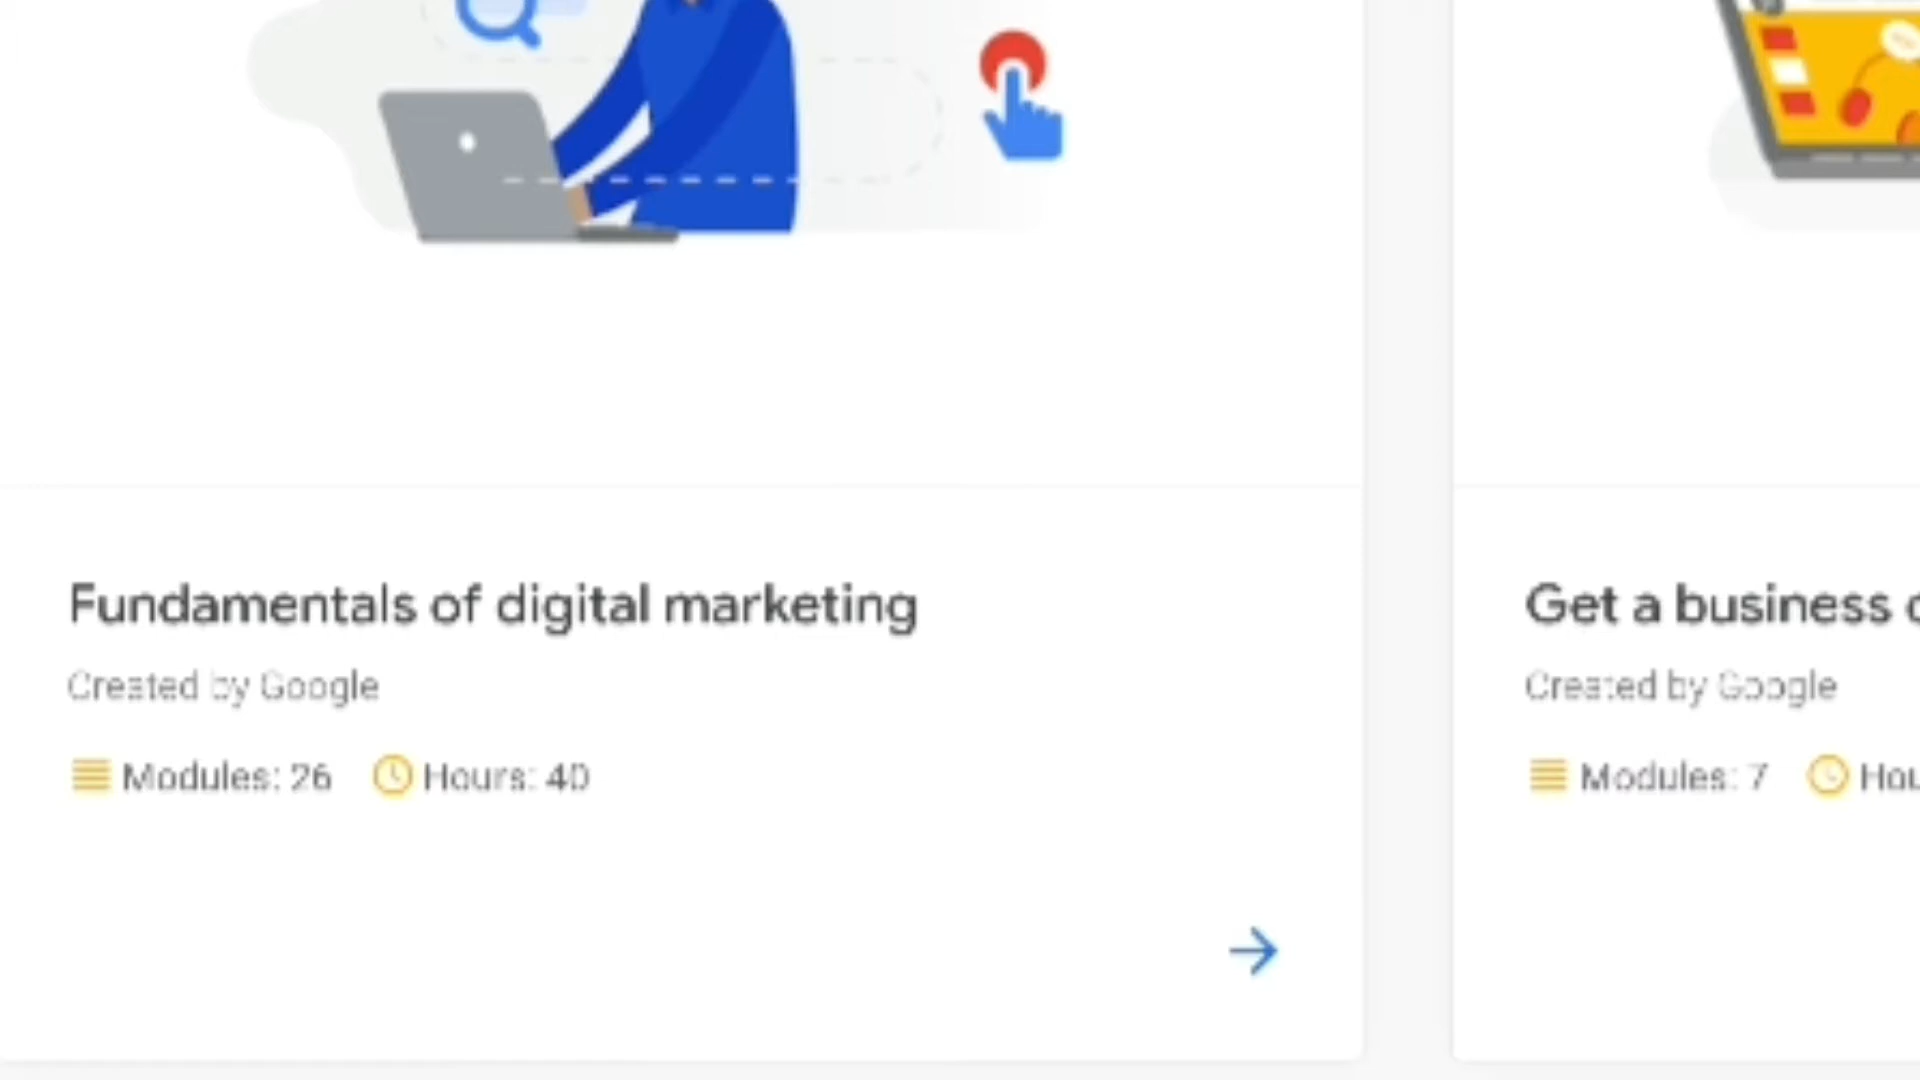 Fundamentals of digital marketing
Created by Google
Modules: 26 Hours: 40
Get a business
Created by Google
Modules: 7